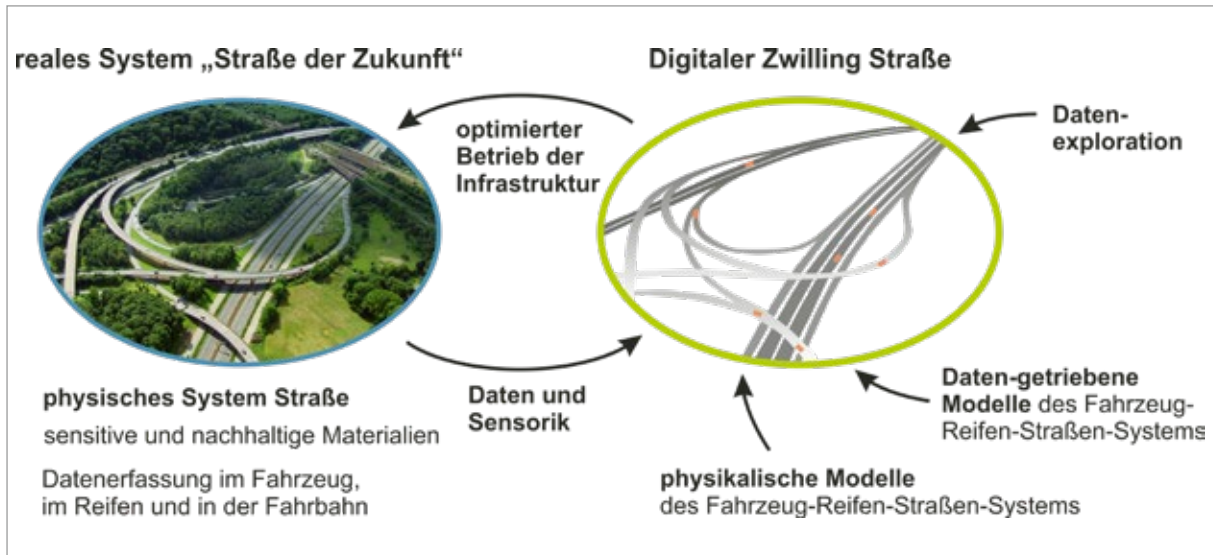 reales System „Straße der Zukunft“
Digitaler Zwilling Straße
optimierter
Betrieb der
Infrastruktur
Daten-
exploration
Daten und
Sensorik
physisches System Straße
sensitive und nachhaltige Materialien
Datenerfassung im Fahrzeug,
im Reifen und in der Fahrbahn
Daten-getriebene
Modelle des Fahrzeug-
Reifen-Straßen-Systems
physikalische Modelle
des Fahrzeug-Reifen-Straßen-Systems